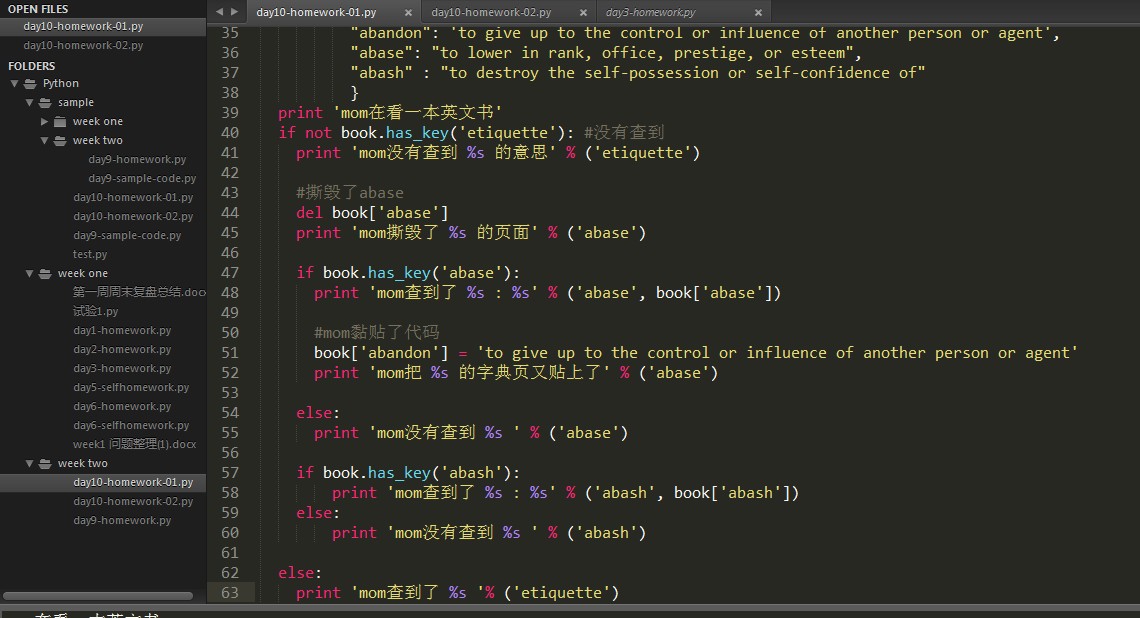 OPEN FILES
day10-homework-01.py
day10-homework-02.py
FOLDERS
Python
sample
week one
week two
day9-homework.py
day9-sample-code.py
day10-homework-01.py
day10-homework-02.py
day9-sample-code.py
test.py
week one
第一周周末复盘总结.docx
试验1.py
day1-homework.py
day2-homework.py
day3-homework.py
day5-selfhomework.py
day6-homework.py
day6-selfhomework.py
week1 问题整理(1).docx
week two
day10-homework-01.py
day10-homework-02.py
day9-homework.py
day10-homework-01.py × day10-homework-02.py × day3-homework.py ×
35 "abandon": 'to give up to the control or influence of another person or agent',
36 "abase": "to lower in rank, office, prestige, or esteem",
37 "abash" : "to destroy the self-possession or self-confidence of"
38 }
39 print 'mom在看一本英文书'
40 if not book.has_key('etiquette'): #没有查到
41 print 'mom没有查到 %s 的意思' % ('etiquette')
42
43 #撕毁了abase
44 del book['abase']
45 print 'mom撕毁了 %s 的页面' % ('abase')
46
47 if book.has_key('abase'):
48 print 'mom查到了 %s : %s' % ('abase', book['abase'])
49
50 #mom黏贴了代码
51 book['abandon'] = 'to give up to the control or influence of another person or agent'
52 print 'mom把 %s 的字典页又贴上了' % ('abase')
53
54 else:
55 print 'mom没有查到 %s ' % ('abase')
56
57 if book.has_key('abash'):
58 print 'mom查到了 %s : %s' % ('abash', book['abash'])
59 else:
60 print 'mom没有查到 %s ' % ('abash')
61
62 else:
63 print 'mom查到了 %s '% ('etiquette')